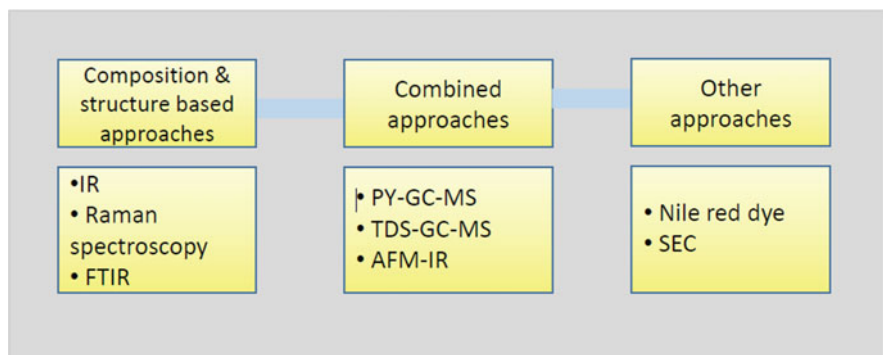 Composition &
structure based
approaches
•IR
• Raman
spectroscopy
• FTIR
Combined
approaches
• PY-GC-MS
• TDS-GC-MS
• AFM-IR
Other
approaches
• Nile red dye
• SEC